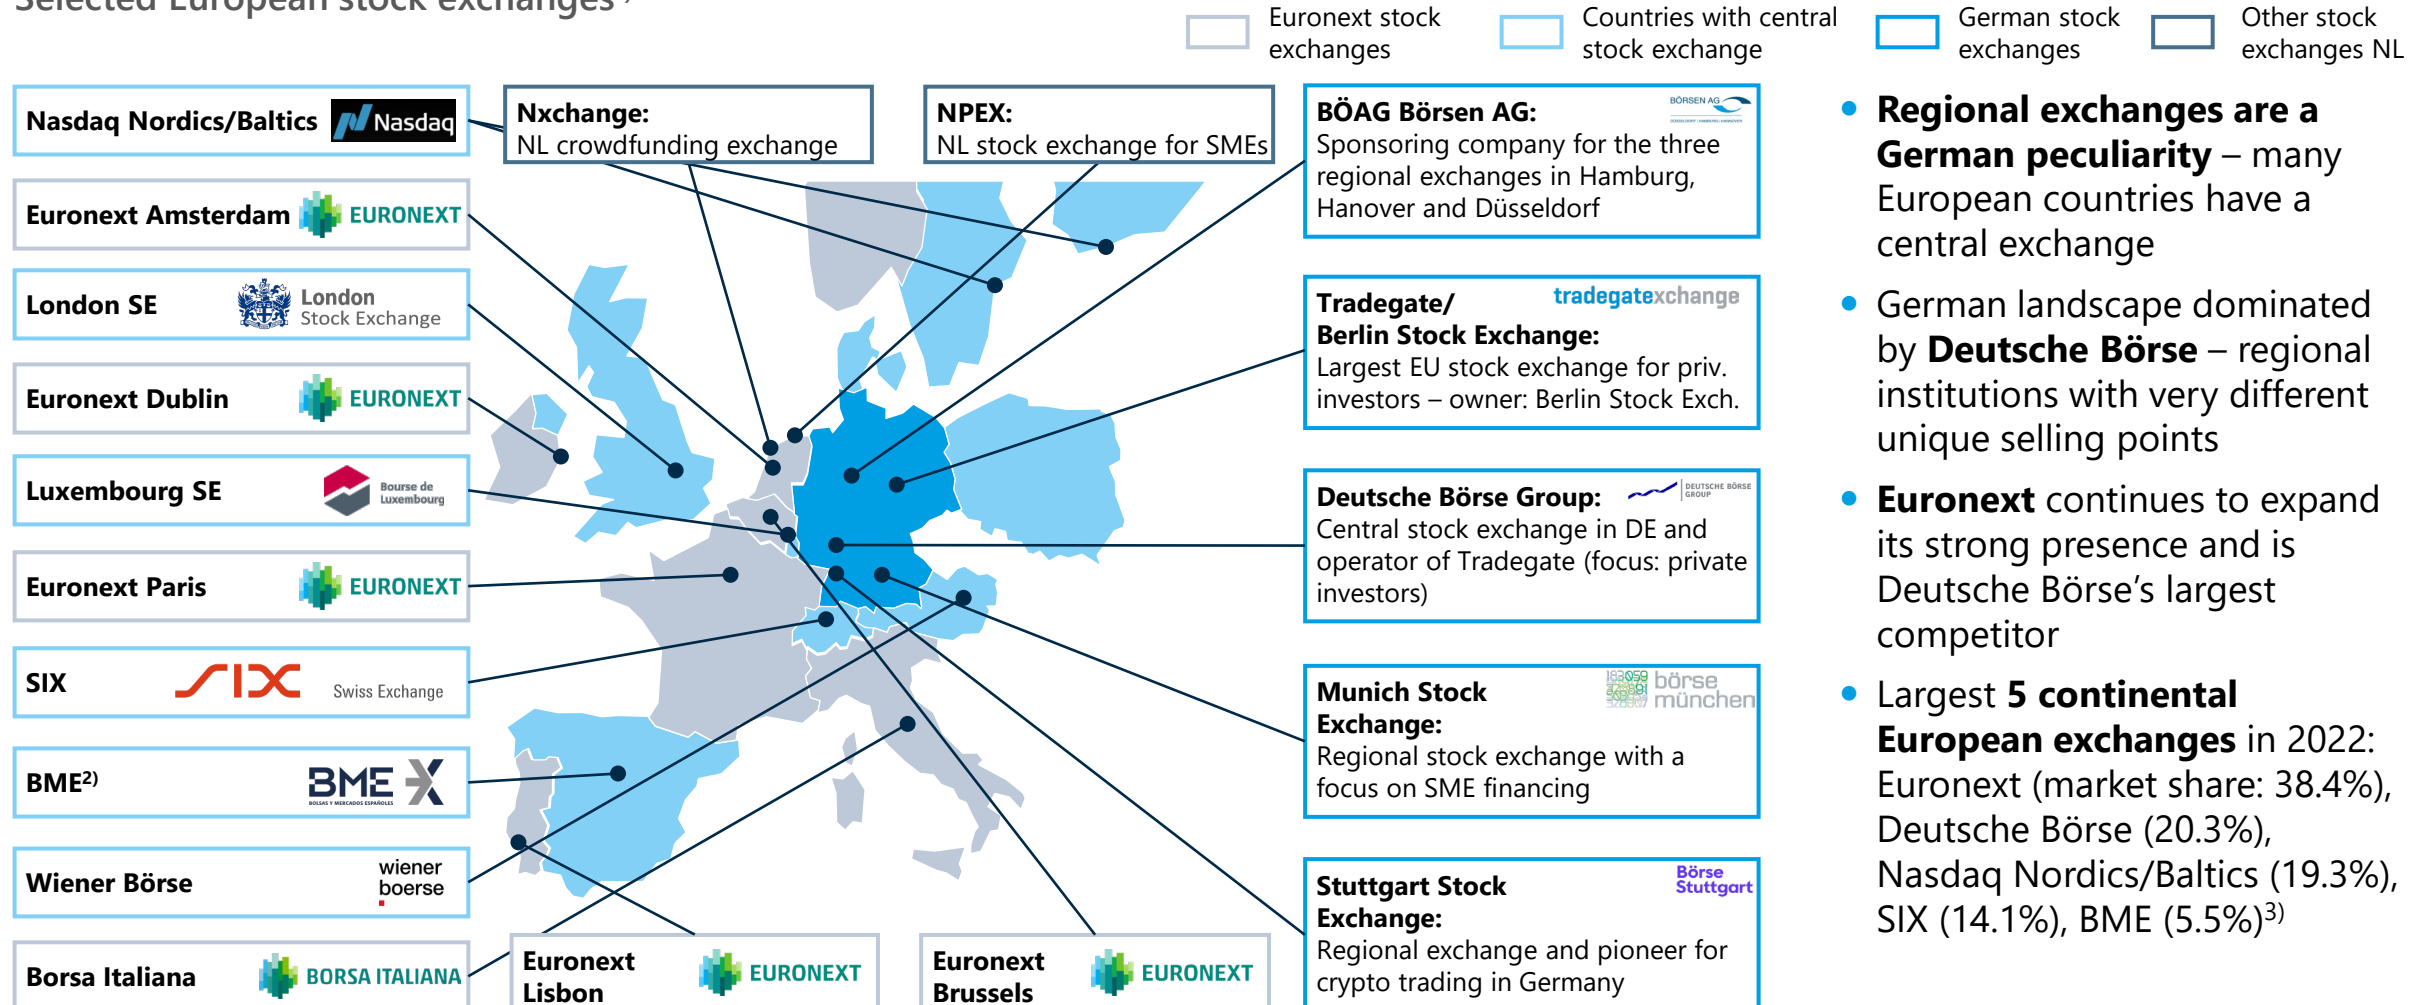 Selected European stock exchanges
Euronext stock
exchanges
Countries with central
stock exchange
German stock
exchanges
Other stock
exchanges NL
Nasdaq Nordics/Baltics
Nasdaq
Euronext Amsterdam
EURONEXT
London SE
London
Stock Exchange
Euronext Dublin
EURONEXT
Luxembourg SE
Bourse de
Luxembourg
Euronext Paris
EURONEXT
SIX
SIX
Swiss Exchange
BME2)
BME X
BOLSAS Y MERCADOS ESPAÑOLES
Wiener Börse
wiener
boerse
Borsa Italiana
BORSA ITALIANA
Nxchange:
NL crowdfunding exchange
NPEX:
NL stock exchange for SMEs
Euronext
Lisbon
EURONEXT
Euronext
Brussels
EURONEXT
BÖAG Börsen AG:
BÖRSEN AG
DÜSSELDORF | HAMBURG | HANNOVER
Sponsoring company for the three
regional exchanges in Hamburg,
Hanover and Düsseldorf
Tradegate/
tradegatexchange
Berlin Stock Exchange:
Largest EU stock exchange for priv.
investors – owner: Berlin Stock Exch.
Deutsche Börse Group:
DEUTSCHE BÖRSE
GROUP
Central stock exchange in DE and
operator of Tradegate (focus: private
investors)
Munich Stock
Exchange:
börse
münchen
Regional stock exchange with a
focus on SME financing
Stuttgart Stock
Exchange:
Börse
Stuttgart
Regional exchange and pioneer for
crypto trading in Germany
• Regional exchanges are a
German peculiarity – many
European countries have a
central exchange
• German landscape dominated
by Deutsche Börse – regional
institutions with very different
unique selling points
• Euronext continues to expand
its strong presence and is
Deutsche Börse’s largest
competitor
• Largest 5 continental
European exchanges in 2022:
Euronext (market share: 38.4%),
Deutsche Börse (20.3%),
Nasdaq Nordics/Baltics (19.3%),
SIX (14.1%), BME (5.5%)3)